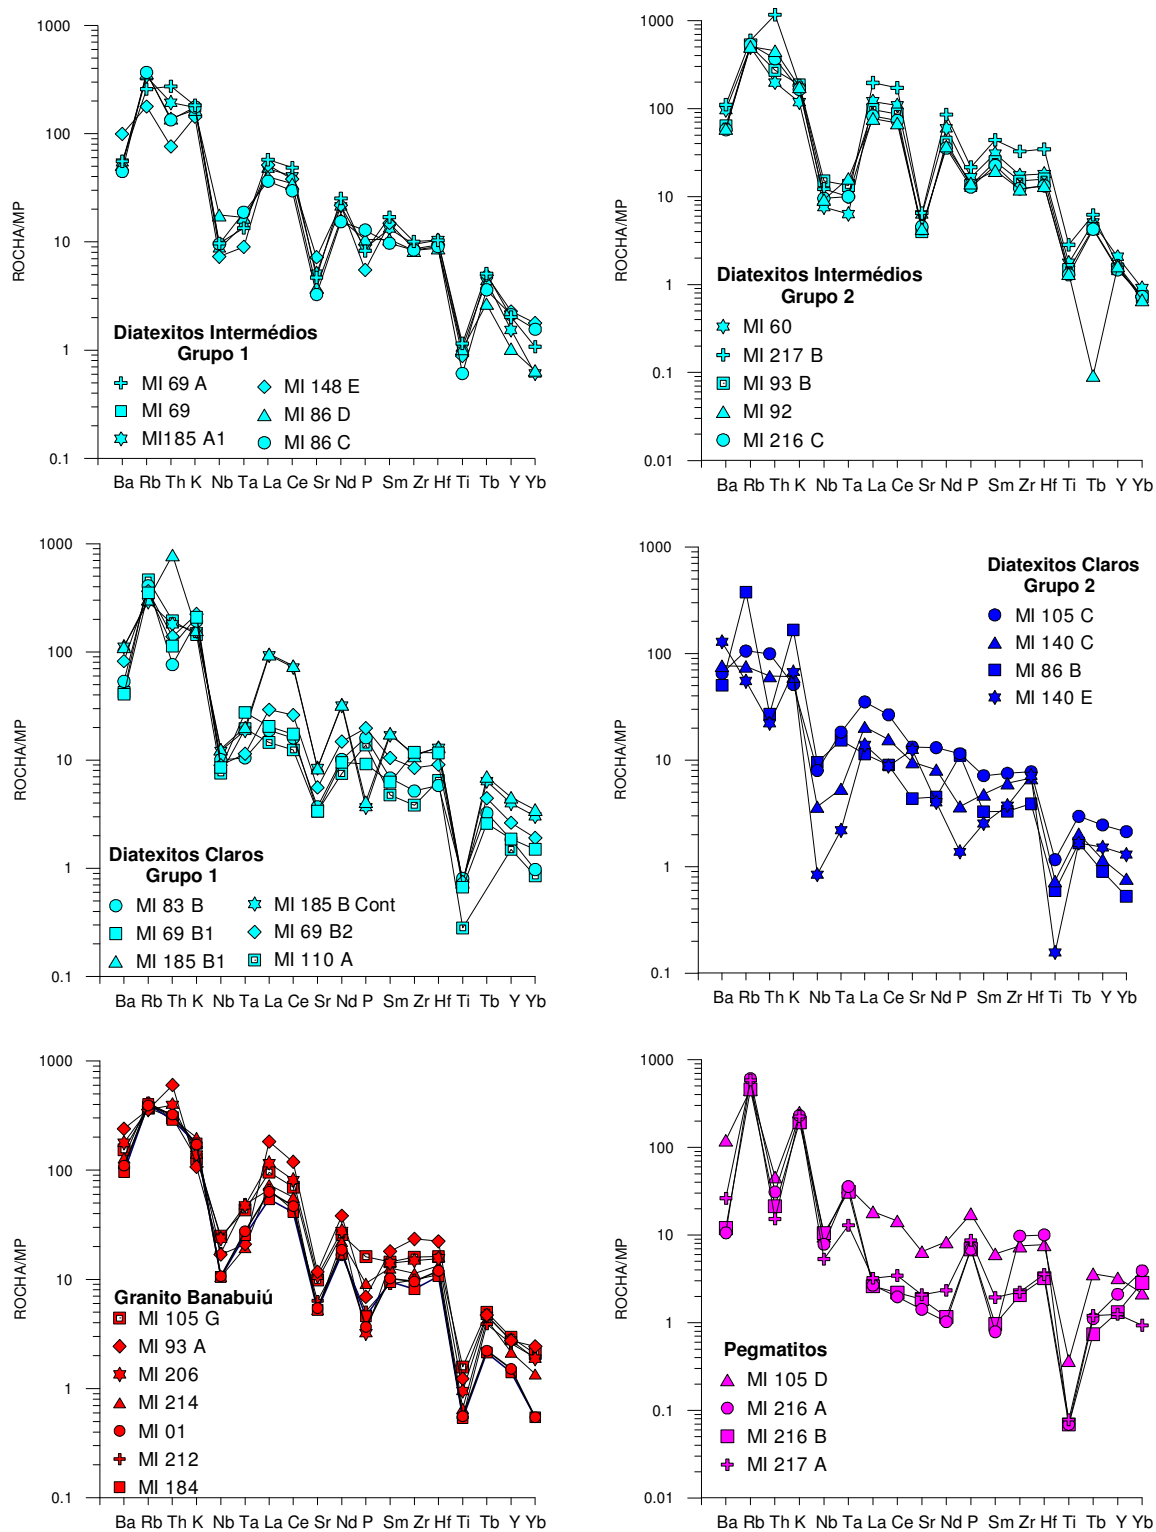 1000
100
10
1
0.1
ROCHA/MP
Diatexitos Intermédios
Grupo 1
MI 69 A
MI 69
MI185 A1
MI 148 E
MI 86 D
MI 86 C
Ba Rb Th K Nb Ta La Ce Sr Nd P Sm Zr Hf Ti Tb Y Yb
1000
100
10
1
0.1
0.01
ROCHA/MP
Diatexitos Intermédios
Grupo 2
MI 60
MI 217 B
MI 93 B
MI 92
MI 216 C
Ba Rb Th K Nb Ta La Ce Sr Nd P Sm Zr Hf Ti Tb Y Yb
1000
100
10
1
0.1
ROCHA/MP
Diatexitos Claros
Grupo 1
MI 83 B
MI 69 B1
MI 185 B1
MI 185 B Cont
MI 69 B2
MI 110 A
Ba Rb Th K Nb Ta La Ce Sr Nd P Sm Zr Hf Ti Tb Y Yb
1000
100
10
1
0.1
ROCHA/MP
Diatexitos Claros
Grupo 2
MI 105 C
MI 140 C
MI 86 B
MI 140 E
Ba Rb Th K Nb Ta La Ce Sr Nd P Sm Zr Hf Ti Tb Y Yb
1000
100
10
1
0.1
ROCHA/MP
Granito Banabuiú
MI 105 G
MI 93 A
MI 206
MI 214
MI 01
MI 212
MI 184
Ba Rb Th K Nb Ta La Ce Sr Nd P Sm Zr Hf Ti Tb Y Yb
1000
100
10
1
0.1
0.01
ROCHA/MP
Pegmatitos
MI 105 D
MI 216 A
MI 216 B
MI 217 A
Ba Rb Th K Nb Ta La Ce Sr Nd P Sm Zr Hf Ti Tb Y Yb